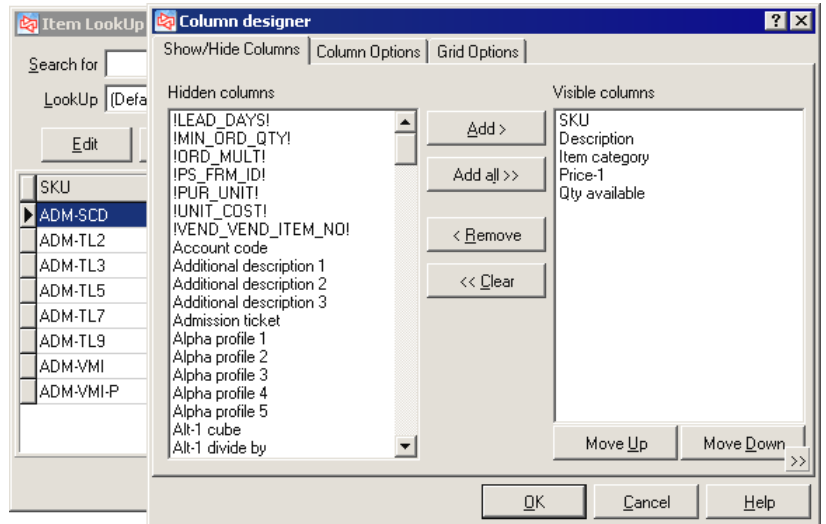 Item LookUp
Column designer
Search for
LookUp (Defa
Edit
SKU
ADM-SCD
ADM-TL2
ADM-TL3
ADM-TL5
ADM-TL7
ADM-TL9
ADM-VMI
ADM-VMI-P
Show/Hide Columns Column Options Grid Options
Hidden columns
!LEAD_DAYS!
!MIN_ORD_QTY!
!ORD_MULT!
!PS_FRM_ID!
!PUR_UNIT!
!UNIT_COST!
!VEND_VEND_ITEM_NO!
Account code
Additional description 1
Additional description 2
Additional description 3
Admission ticket
Alpha profile 1
Alpha profile 2
Alpha profile 3
Alpha profile 4
Alpha profile 5
Alt-1 cube
Alt-1 divide by
Add >
Add all >>
< Remove
<< Clear
Visible columns
SKU
Description
Item category
Price-1
Qty available
Move Up Move Down
>>
OK Cancel Help